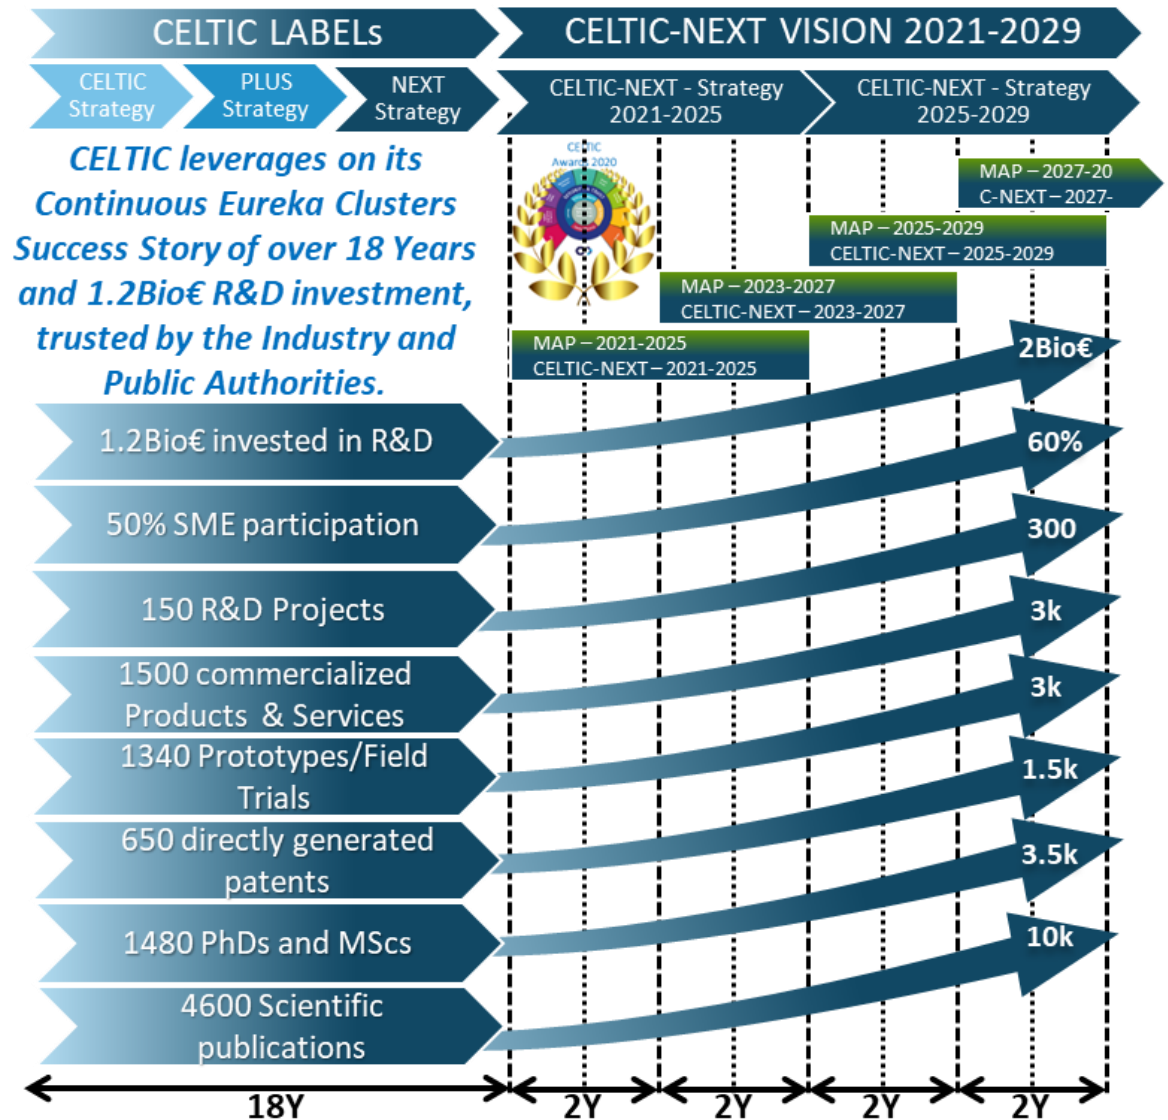 CELTIC LABELs
CELTIC-NEXT VISION 2021-2029
CELTIC
Strategy
PLUS
Strategy
NEXT
Strategy
CELTIC-NEXT - Strategy
2021-2025
CELTIC-NEXT - Strategy
2025-2029
CELTIC leverages on its
Continuous Eureka Clusters
Success Story of over 18 Years
and 1.2Bio€ R&D investment,
trusted by the Industry and
Public Authorities.
CELTIC
Awards 2020
MAP – 2027-20
C-NEXT – 2027-
MAP – 2025-2029
CELTIC-NEXT – 2025-2029
MAP – 2023-2027
CELTIC-NEXT – 2023-2027
MAP – 2021-2025
CELTIC-NEXT – 2021-2025
1.2Bio€ invested in R&D
2Bio€
50% SME participation
60%
150 R&D Projects
300
1500 commercialized
Products & Services
3k
1340 Prototypes/Field
Trials
3k
650 directly generated
patents
1.5k
1480 PhDs and MScs
3.5k
4600 Scientific
publications
10k
18Y
2Y
2Y
2Y
2Y